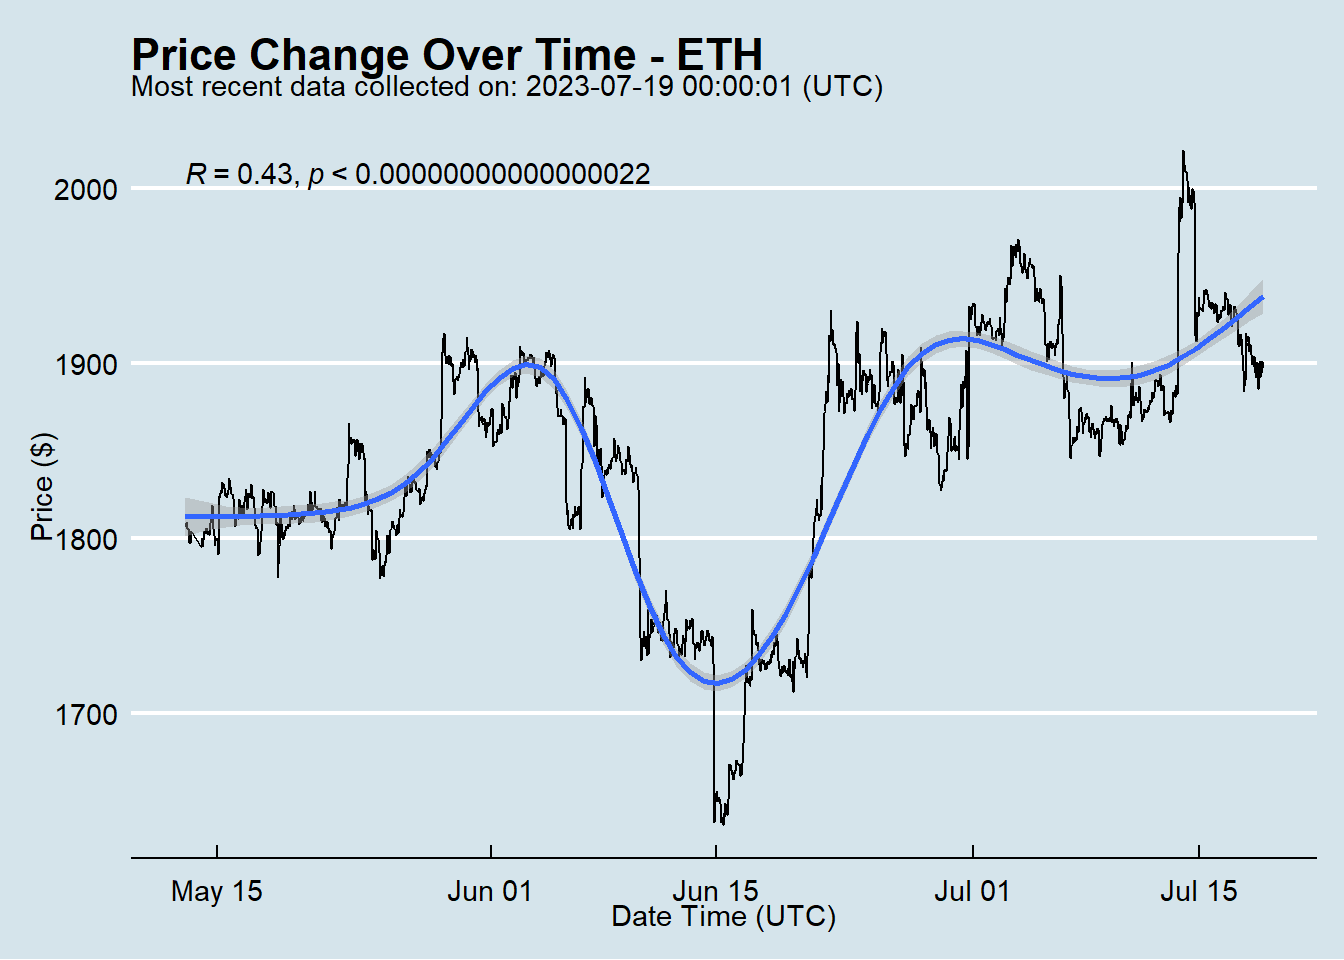 Price Change Over Time - ETH
Most recent data collected on: 2023-07-19 00:00:01 (UTC)
R = 0.43, p < 0.00000000000000022
2000
1900
1800
1700
Price ($)
May 15
Jun 01
Jun 15
Jul 01
Jul 15
Date Time (UTC)